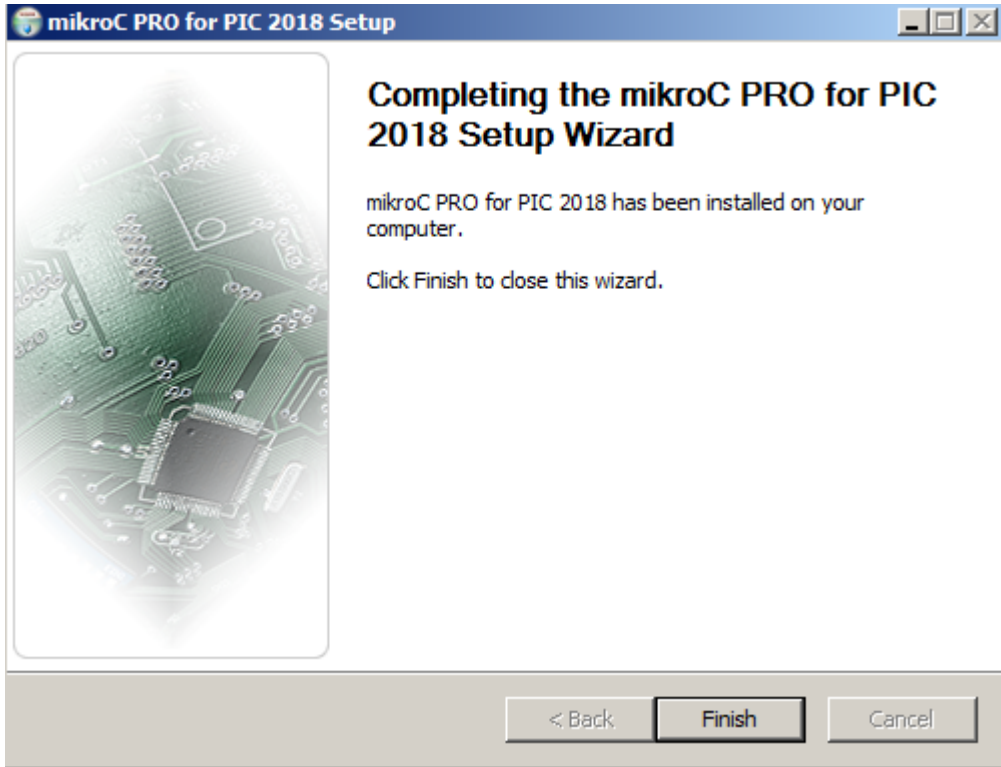 mikroC PRO for PIC 2018 Setup
Completing the mikroC PRO for PIC
2018 Setup Wizard
mikroC PRO for PIC 2018 has been installed on your
computer.
Click Finish to close this wizard.
< Back
Finish
Cancel